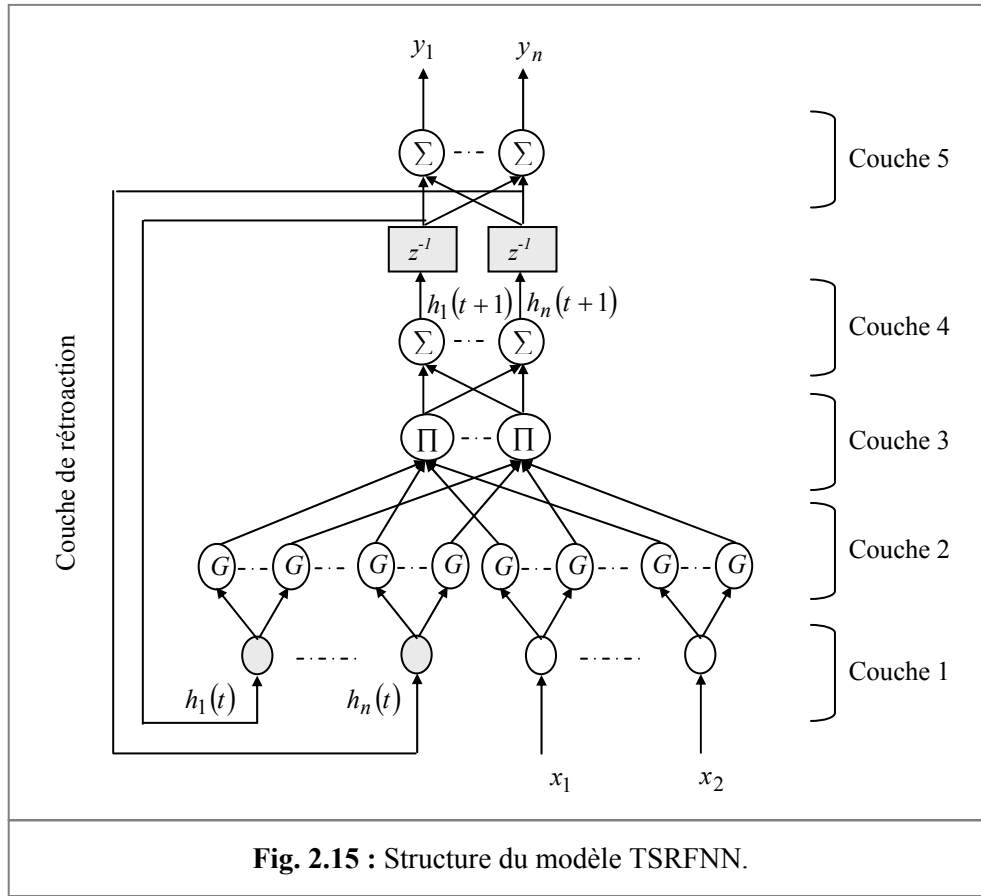 y₁ yₙ
Σ Σ Couche 5
z⁻¹ z⁻¹
h₁(t+1) hₙ(t+1)
Σ Σ Couche 4
Couche de rétroaction
Π Π Couche 3
G G G G G G G G Couche 2
Couche 1
h₁(t) hₙ(t)
x₁ x₂
Fig. 2.15 : Structure du modèle TSRFNN.